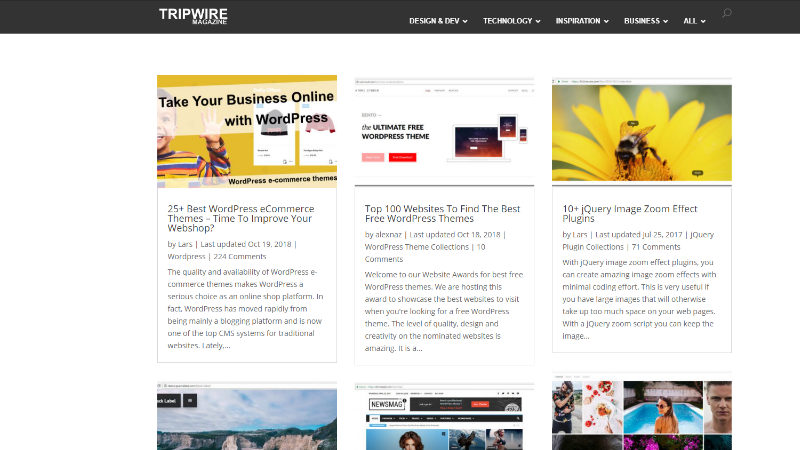 TRIPWIRE
MAGAZINE
DESIGN & DEV
TECHNOLOGY
INSPIRATION
BUSINESS
ALL
Take Your Business Online
with WordPress
WordPress e-commerce themes
BENTO
the ULTIMATE FREE
WORDPRESS THEME
25+ Best WordPress eCommerce
Themes – Time To Improve Your
Webshop?
by Lars | Last updated Oct 19, 2018 |
Wordpress | 224 Comments
The quality and availability of WordPress e-
commerce themes makes WordPress a
serious choice as an online shop platform. In
fact, WordPress has moved rapidly from
being mainly a blogging platform and is now
one of the top CMS systems for traditional
websites. Lately,...
Top 100 Websites To Find The Best
Free WordPress Themes
by alexnaz | Last updated Oct 18, 2018 |
WordPress Theme Collections | 10
Comments
Welcome to our Website Awards for best free
WordPress themes. We are hosting this
award to showcase the best websites to visit
when you're looking for a free WordPress
theme. The level of quality, design and
creativity on the nominated websites is
amazing. It is a...
10+ jQuery Image Zoom Effect
Plugins
by Lars | Last updated Jul 25, 2017 | jQuery
Plugin Collections | 71 Comments
With jQuery image zoom effect plugins, you
can create amazing image zoom effects with
minimal coding effort. This is very useful if
you have large images that will otherwise
take up too much space on your web pages.
With a jQuery zoom script you can keep the
image...
ck Label
NEWSMAG